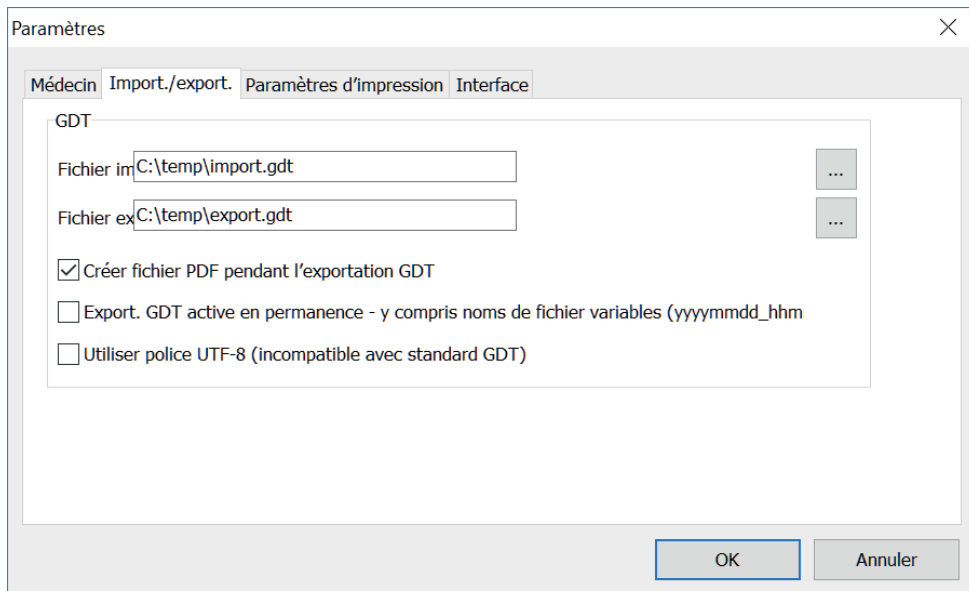 Paramètres
Médecin Import./export. Paramètres d'impression Interface
GDT
Fichier im C:\temp\import.gdt ...
Fichier ex C:\temp\export.gdt ...
Créer fichier PDF pendant l'exportation GDT
Export. GDT active en permanence - y compris noms de fichier variables (yyyymmdd_hhm
Utiliser police UTF-8 (incompatible avec standard GDT)
OK Annuler